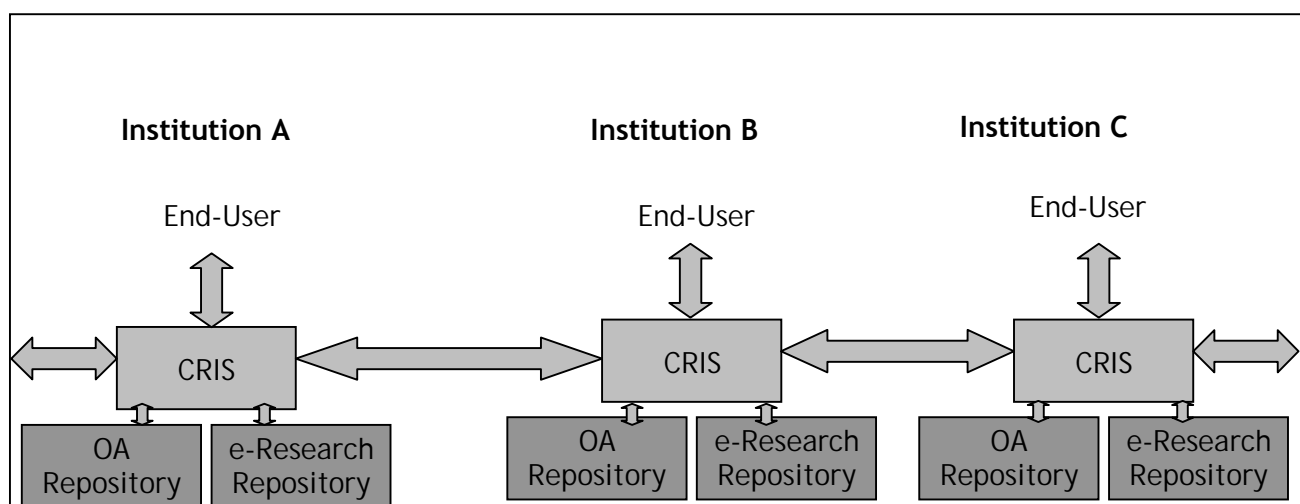 Institution A
Institution B
Institution C
End-User
End-User
End-User
CRIS
CRIS
CRIS
OA
Repository
e-Research
Repository
OA
Repository
e-Research
Repository
OA
Repository
e-Research
Repository